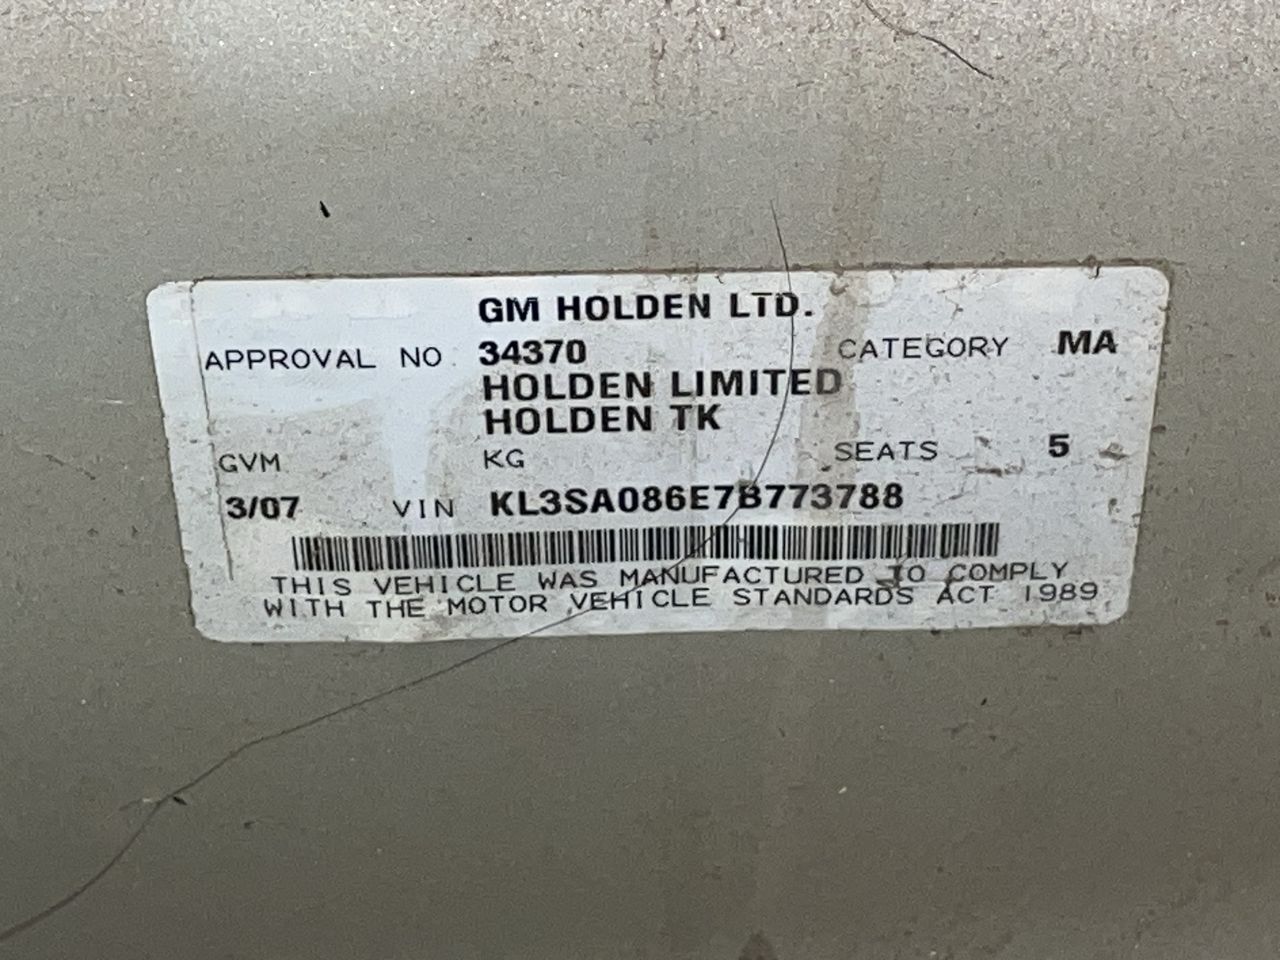 GM HOLDEN LTD.
APPROVAL NO 34370 CATEGORY MA
HOLDEN LIMITED
HOLDEN TK
GVM KG SEATS 5
3/07 VIN KL3SA086E7B773788
THIS VEHICLE WAS MANUFACTURED TO COMPLY
WITH THE MOTOR VEHICLE STANDARDS ACT 1989